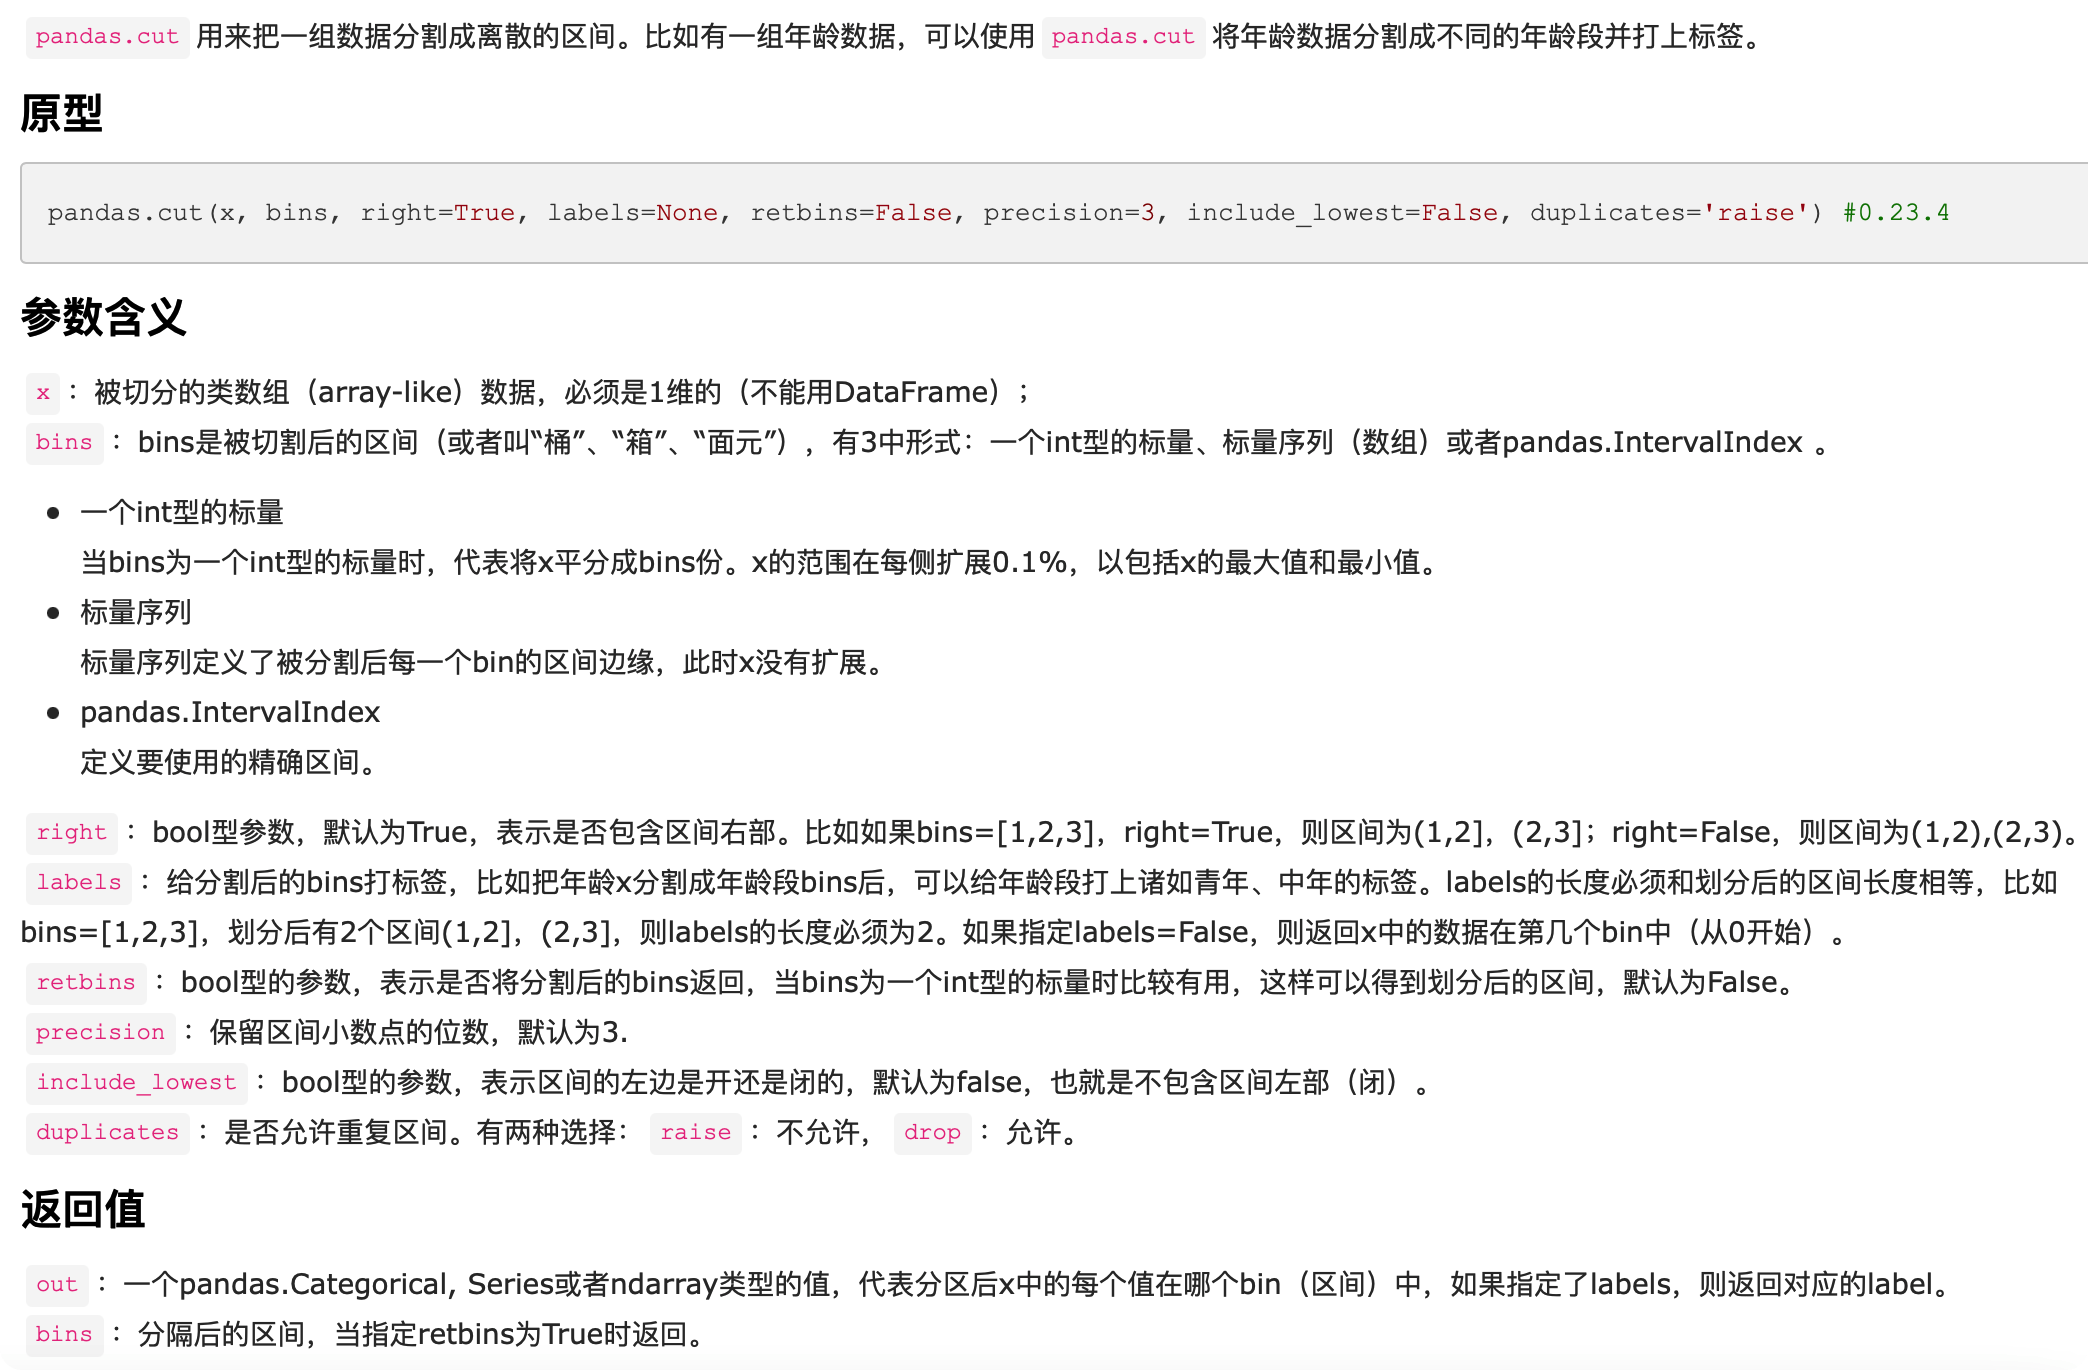 pandas.cut 用来把一组数据分割成离散的区间。比如有一组年龄数据，可以使用 pandas.cut 将年龄数据分割成不同的年龄段并打上标签。
原型
pandas.cut(x, bins, right=True, labels=None, retbins=False, precision=3, include_lowest=False, duplicates='raise') #0.23.4
参数含义
x ：被切分的类数组（array-like）数据，必须是1维的（不能用DataFrame）；
bins ：bins是被切割后的区间（或者叫“桶”、“箱”、“面元”），有3中形式：一个int型的标量、标量序列（数组）或者pandas.IntervalIndex 。
• 一个int型的标量
当bins为一个int型的标量时，代表将x平分成bins份。x的范围在每侧扩展0.1%，以包括x的最大值和最小值。
• 标量序列
标量序列定义了被分割后每一个bin的区间边缘，此时x没有扩展。
• pandas.IntervalIndex
定义要使用的精确区间。
right ：bool型参数，默认为True，表示是否包含区间右部。比如如果bins=[1,2,3]，right=True，则区间为(1,2]，(2,3]；right=False，则区间为(1,2),(2,3)。
labels ：给分割后的bins打标签，比如把年龄x分割成年龄段bins后，可以给年龄段打上诸如青年、中年的标签。labels的长度必须和划分后的区间长度相等，比如
bins=[1,2,3]，划分后有2个区间(1,2]，(2,3]，则labels的长度必须为2。如果指定labels=False，则返回x中的数据在第几个bin中（从0开始）。
retbins ：bool型的参数，表示是否将分割后的bins返回，当bins为一个int型的标量时比较有用，这样可以得到划分后的区间，默认为False。
precision ：保留区间小数点的位数，默认为3.
include_lowest ：bool型的参数，表示区间的左边是开还是闭的，默认为false，也就是不包含区间左部（闭）。
duplicates ：是否允许重复区间。有两种选择： raise ：不允许， drop ：允许。
返回值
out ：一个pandas.Categorical, Series或者ndarray类型的值，代表分区后x中的每个值在哪个bin（区间）中，如果指定了labels，则返回对应的label。
bins ：分隔后的区间，当指定retbins为True时返回。